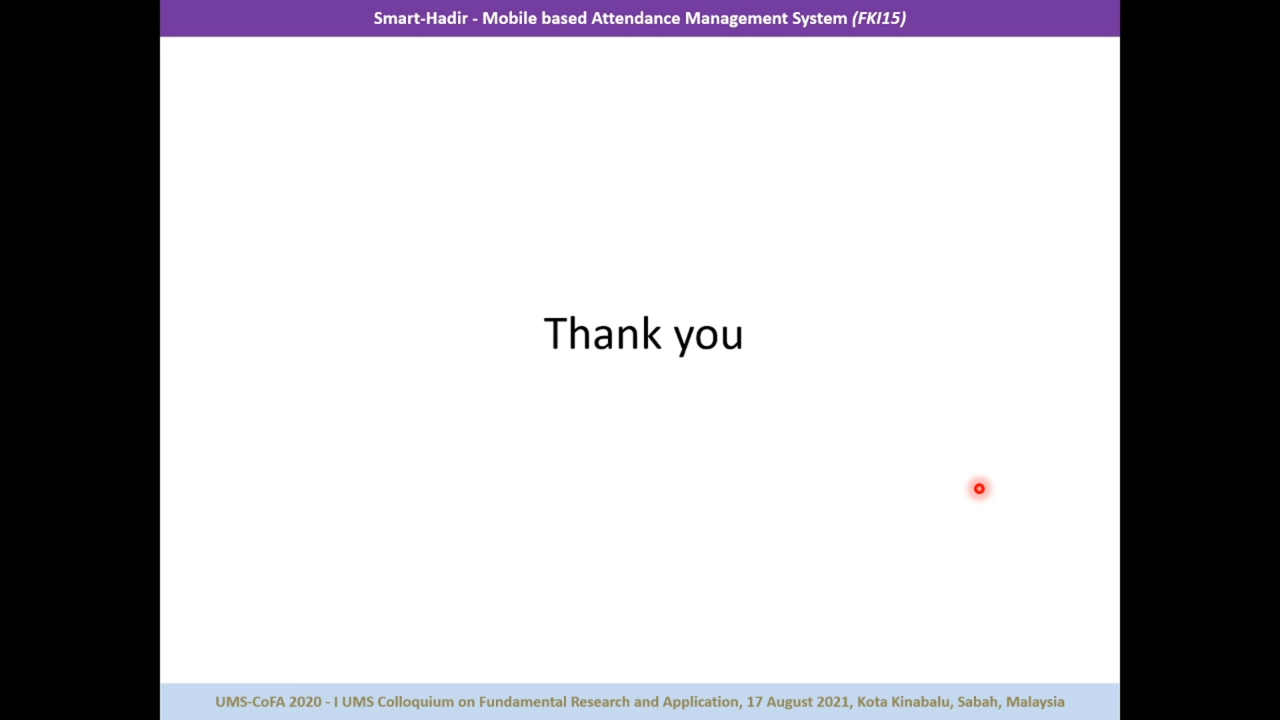 Smart-Hadir - Mobile based Attendance Management System (FKI15)
Thank you
UMS-CoFA 2020 - I UMS Colloquium on Fundamental Research and Application, 17 August 2021, Kota Kinabalu, Sabah, Malaysia